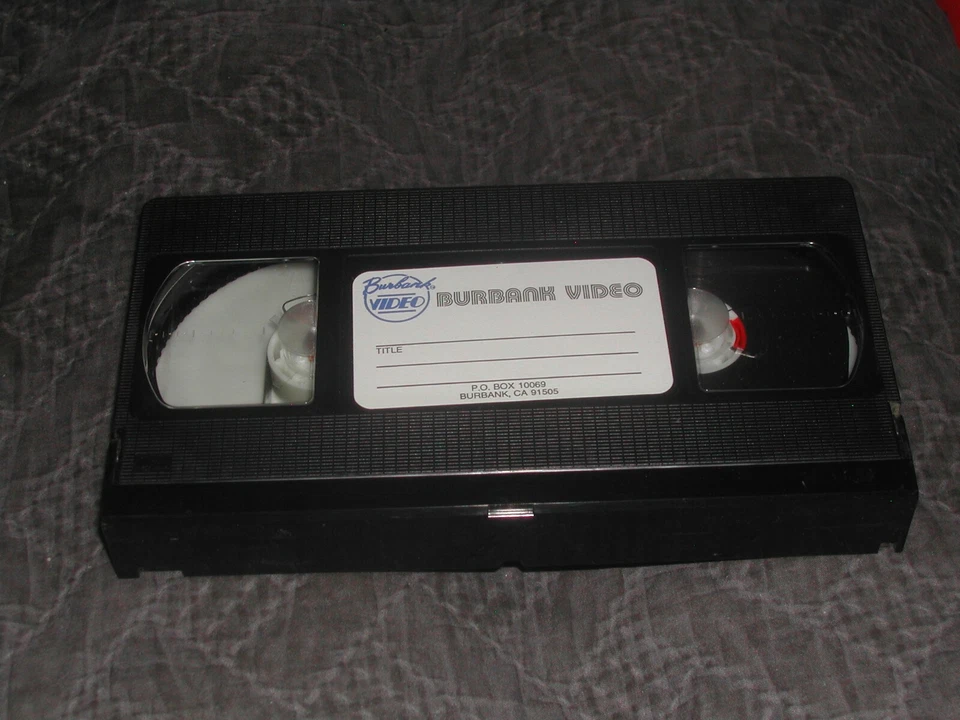 Burbank
VIDEO
BURBANK VIDEO
TITLE
P.O. BOX 10069
BURBANK, CA 91505